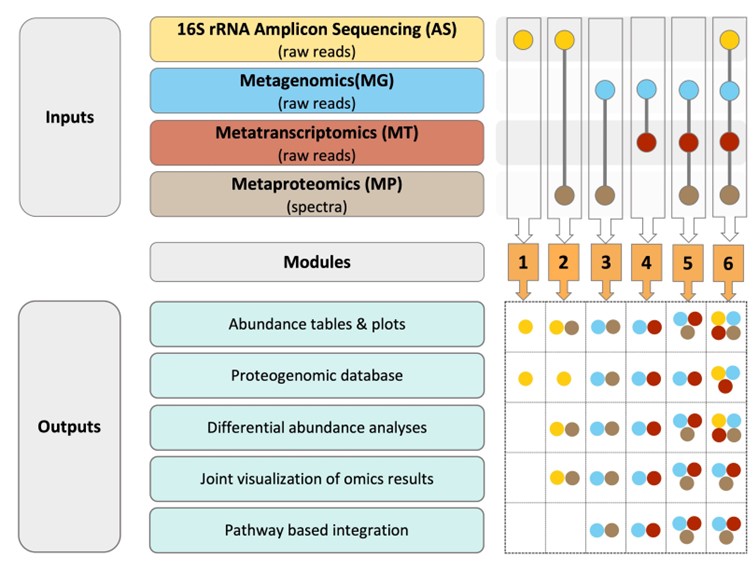 16S rRNA Amplicon Sequencing (AS)
(raw reads)
Metagenomics(MG)
(raw reads)
Inputs
Metatranscriptomics (MT)
(raw reads)
Metaproteomics (MP)
(spectra)
Modules
1 2 3 4 5 6
Abundance tables & plots
Proteogenomic database
Outputs
Differential abundance analyses
Joint visualization of omics results
Pathway based integration